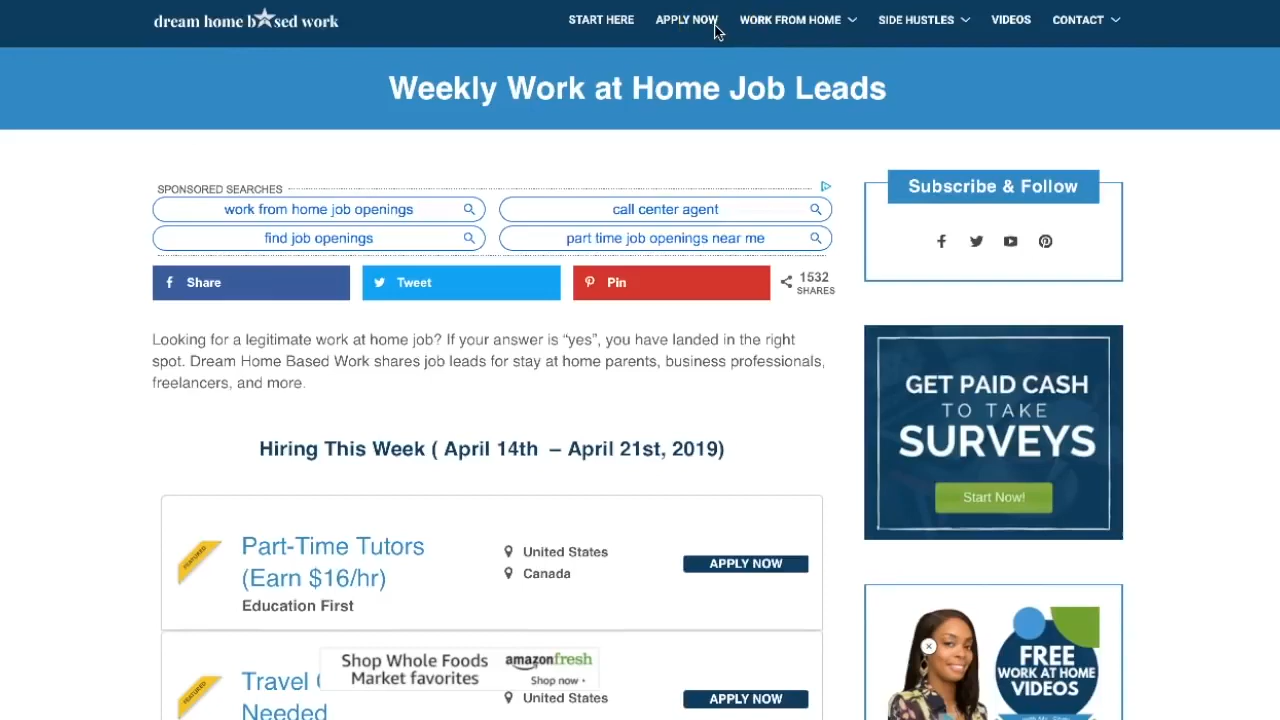 dream home based work
START HERE
APPLY NOW
WORK FROM HOME
SIDE HUSTLES
VIDEOS
CONTACT
Weekly Work at Home Job Leads
SPONSORED SEARCHES
work from home job openings
call center agent
find job openings
part time job openings near me
Share
Tweet
Pin
1532
SHARES
Subscribe & Follow
Looking for a legitimate work at home job? If your answer is “yes”, you have landed in the right
spot. Dream Home Based Work shares job leads for stay at home parents, business professionals,
freelancers, and more.
GET PAID CASH
TO TAKE
SURVEYS
Start Now!
Hiring This Week ( April 14th – April 21st, 2019)
FEATURED
Part-Time Tutors
(Earn $16/hr)
Education First
United States
Canada
APPLY NOW
FEATURED
Travel
Needed
United States
APPLY NOW
Shop Whole Foods
Market favorites
amazonfresh
Shop now
FREE
WORK AT HOME
VIDEOS